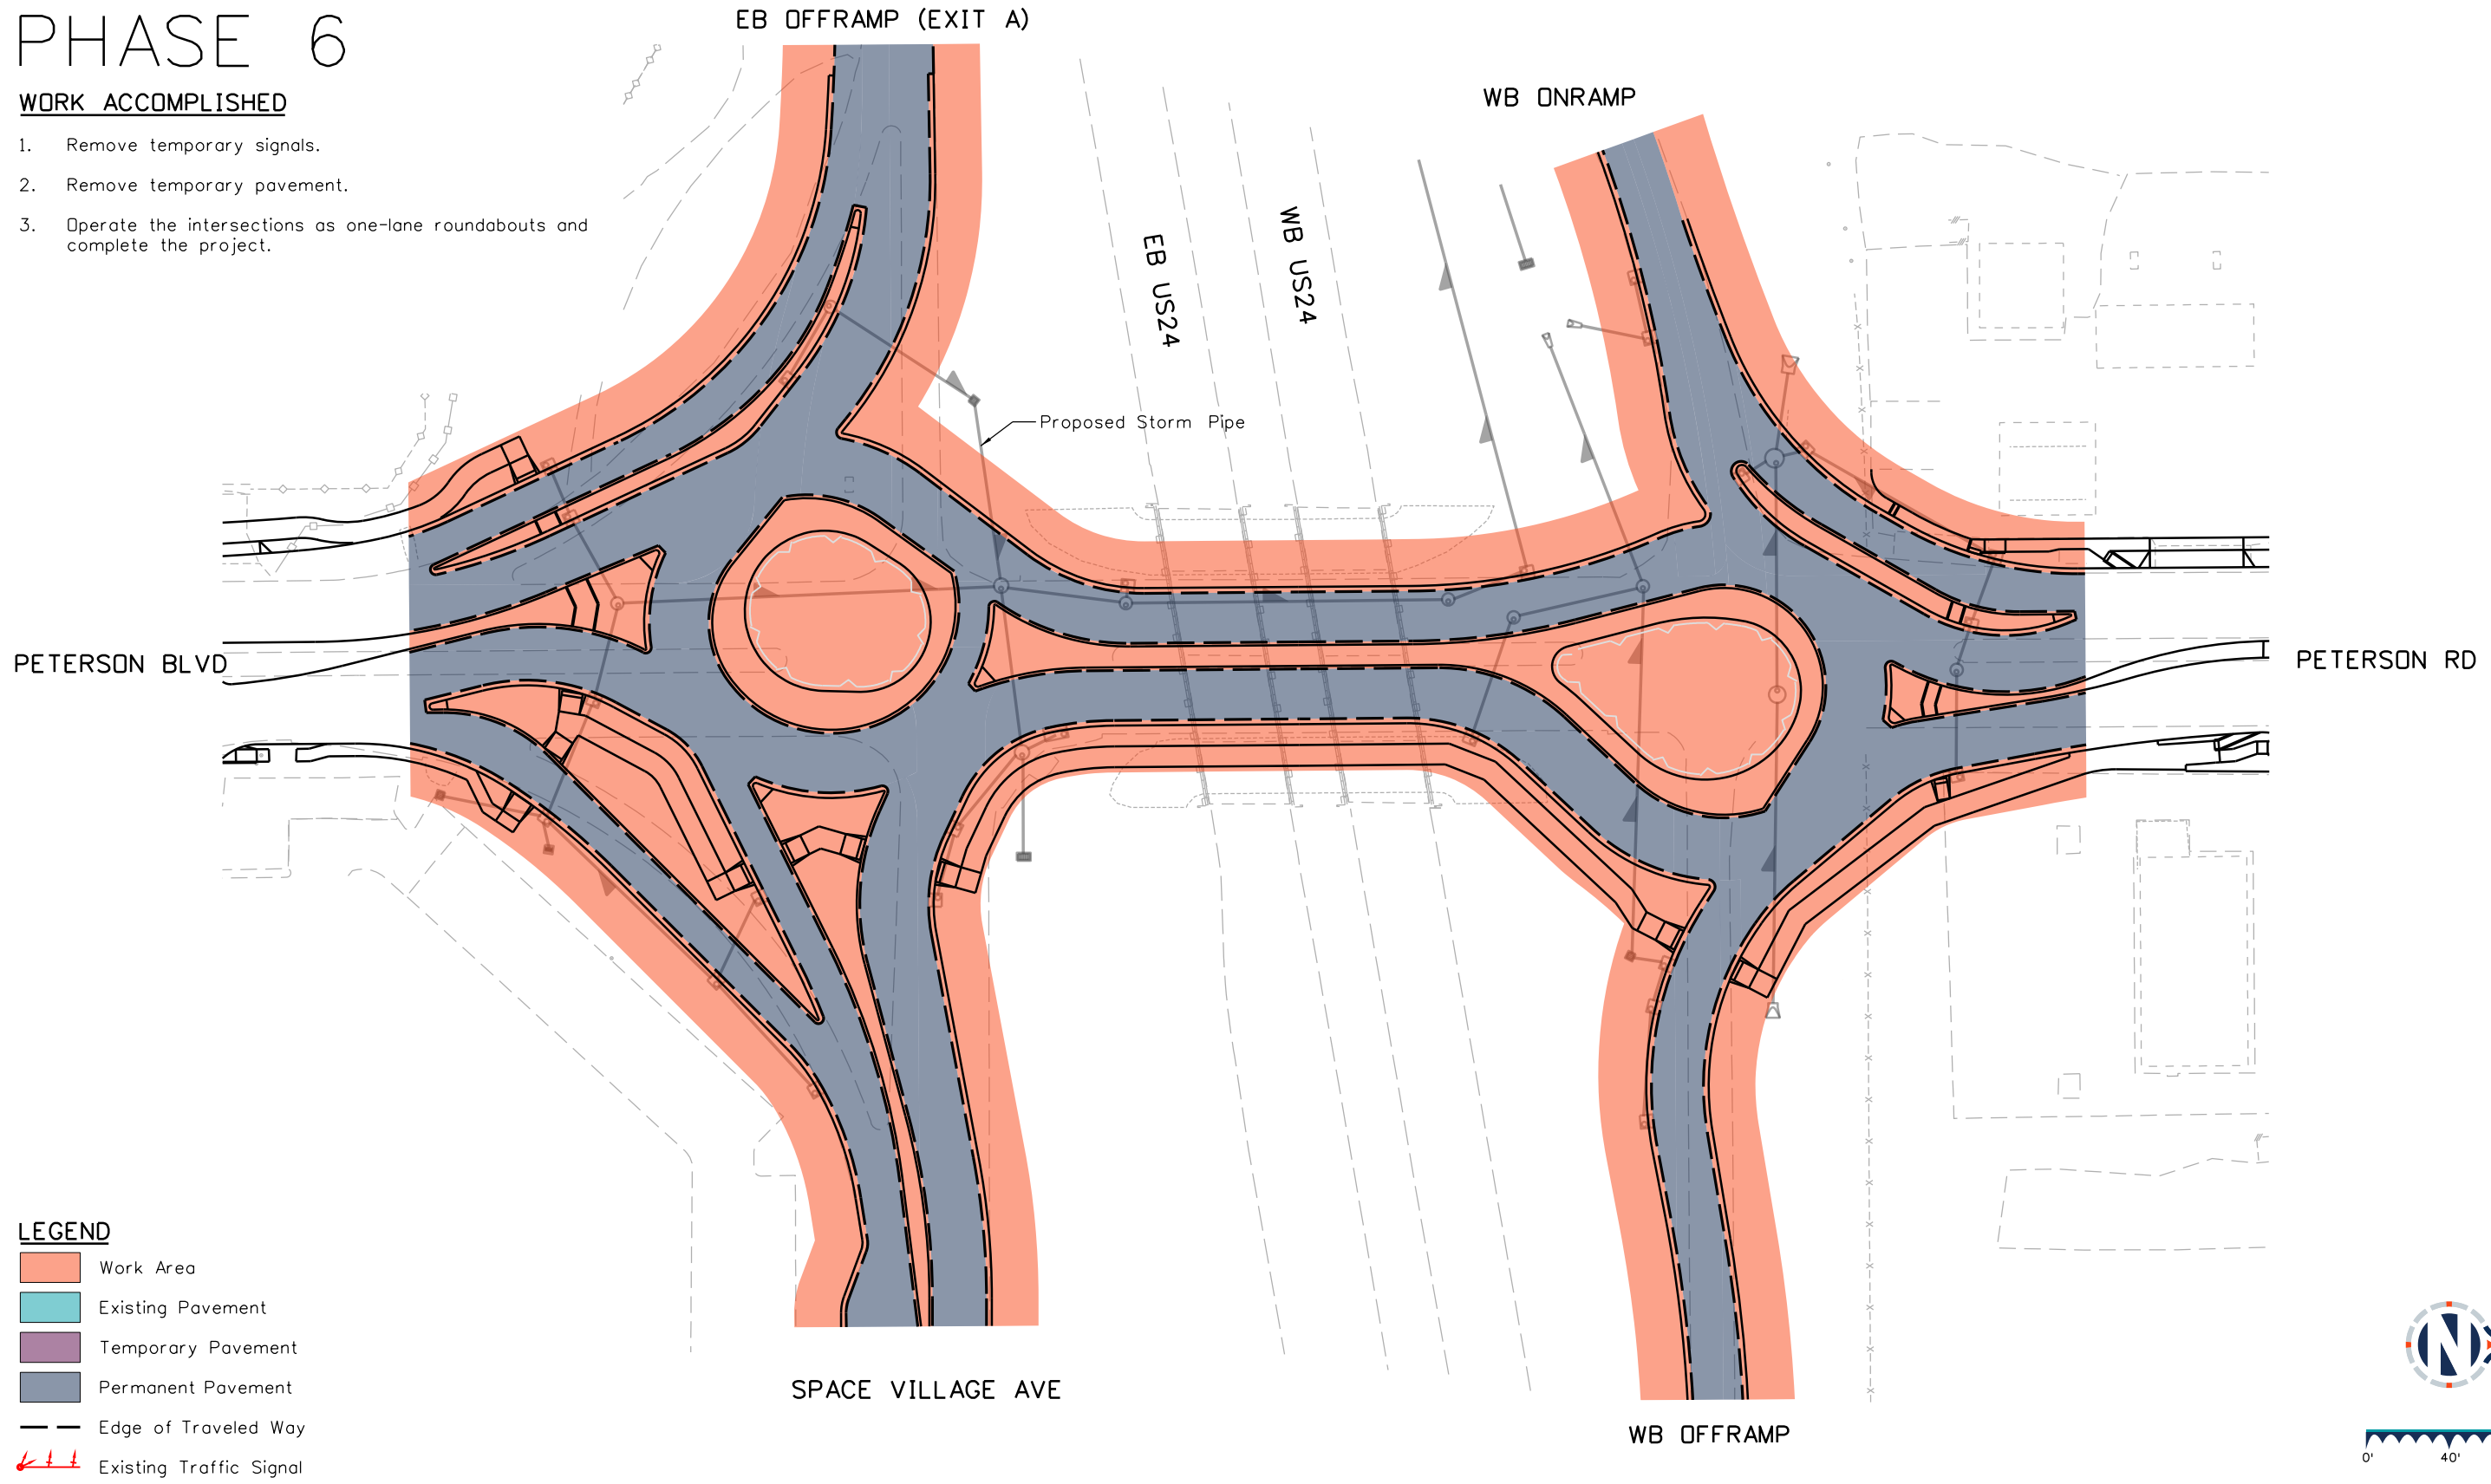 PHASE 6
WORK ACCOMPLISHED
1. Remove temporary signals.
2. Remove temporary pavement.
3. Operate the intersections as one-lane roundabouts and
complete the project.
EB OFFRAMP (EXIT A)
WB ONRAMP
EB US24
WB US24
Proposed Storm Pipe
PETERSON BLVD
PETERSON RD
SPACE VILLAGE AVE
WB OFFRAMP
LEGEND
Work Area
Existing Pavement
Temporary Pavement
Permanent Pavement
Edge of Traveled Way
Existing Traffic Signal
N
0' 40'